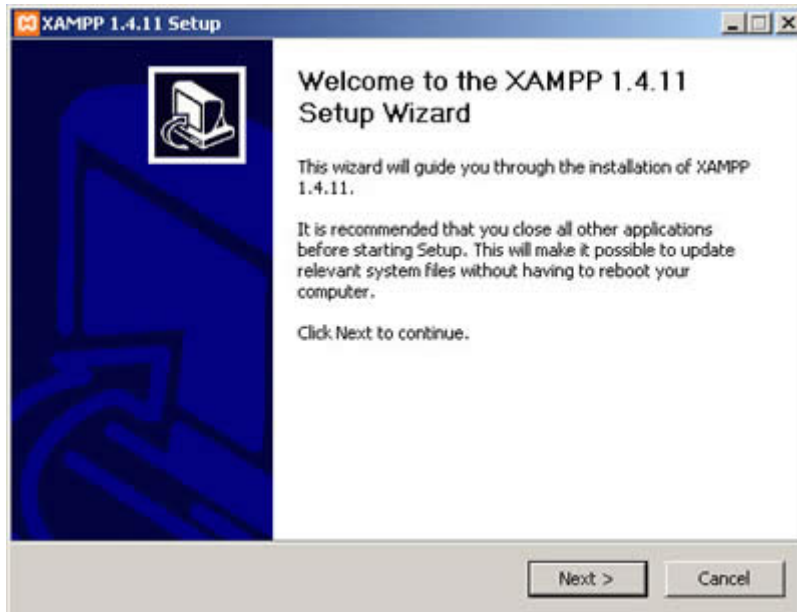 XAMPP 1.4.11 Setup
Welcome to the XAMPP 1.4.11
Setup Wizard
This wizard will guide you through the installation of XAMPP
1.4.11.
It is recommended that you close all other applications
before starting Setup. This will make it possible to update
relevant system files without having to reboot your
computer.
Click Next to continue.
Next >
Cancel